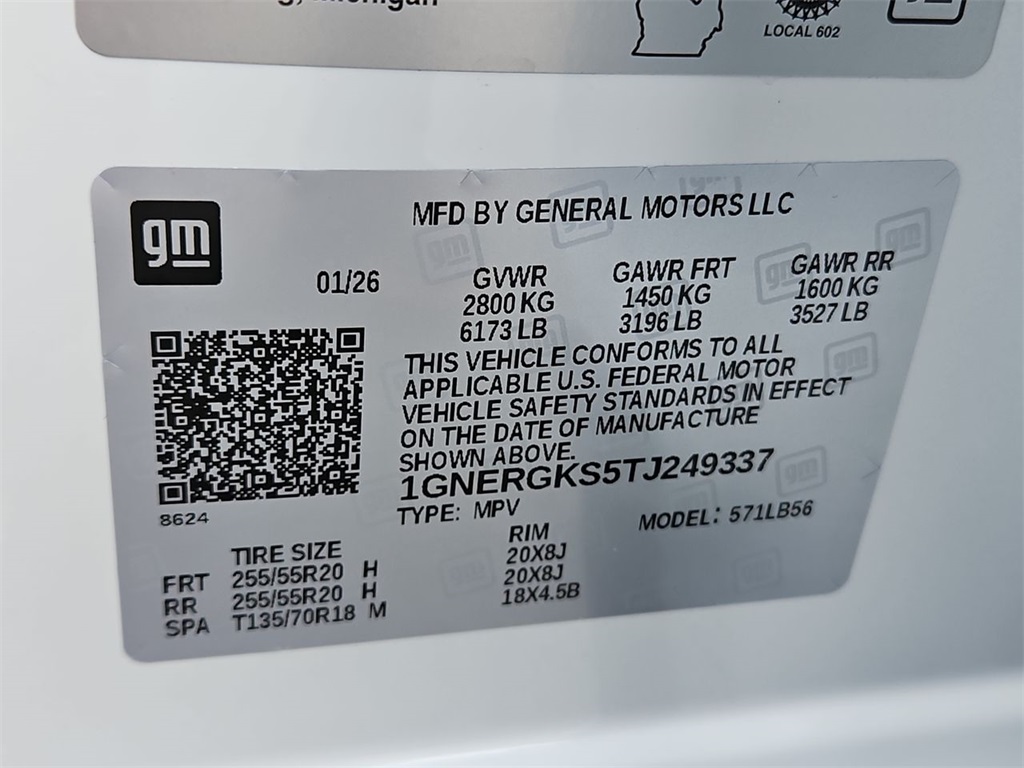 Michigan
LOCAL 602
gm
MFD BY GENERAL MOTORS LLC
01/26
GVWR
2800 KG
6173 LB
GAWR FRT
1450 KG
3196 LB
GAWR RR
1600 KG
3527 LB
THIS VEHICLE CONFORMS TO ALL
APPLICABLE U.S. FEDERAL MOTOR
VEHICLE SAFETY STANDARDS IN EFFECT
ON THE DATE OF MANUFACTURE
SHOWN ABOVE.
1GNERGKS5TJ249337
TYPE: MPV
MODEL: 571LB56
8624
TIRE SIZE
RIM
FRT 255/55R20 H 20X8J
RR 255/55R20 H 20X8J
SPA T135/70R18 M 18X4.5B